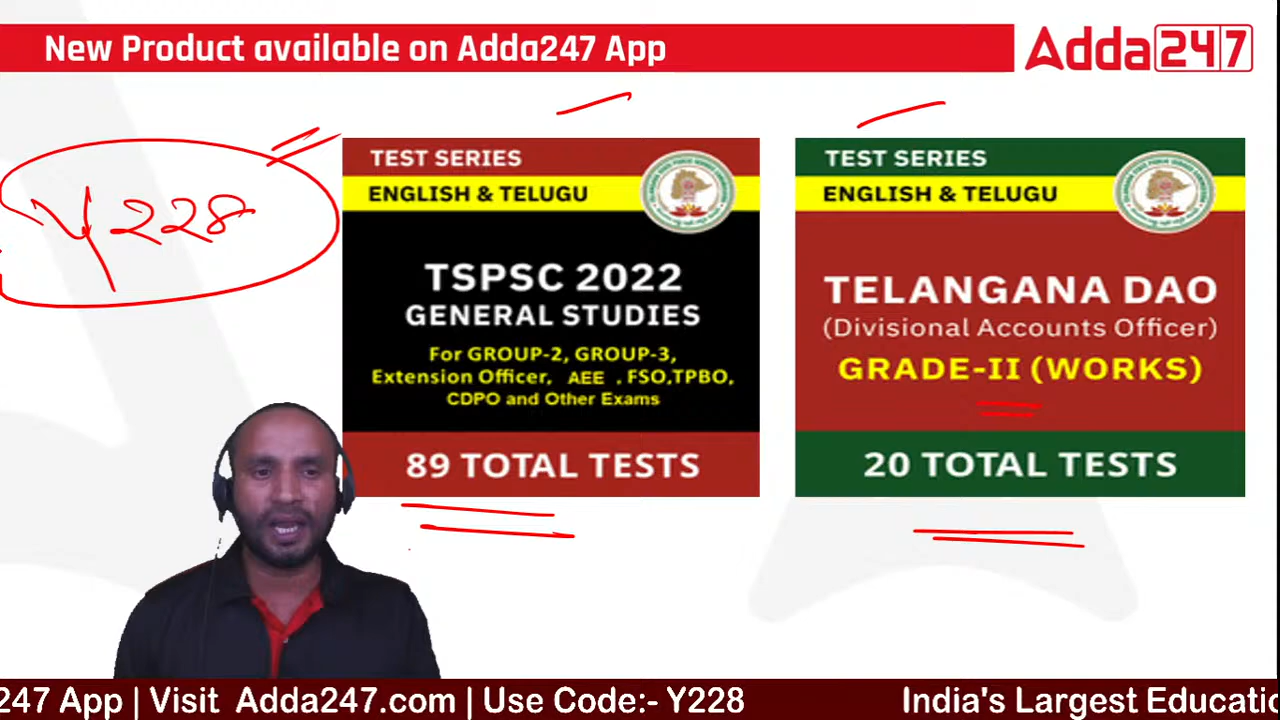 New Product available on Adda247 App
Adda247
Y228
TEST SERIES
ENGLISH & TELUGU
TSPSC 2022
GENERAL STUDIES
For GROUP-2, GROUP-3,
Extension Officer, AEE , FSO,TPBO,
CDPO and Other Exams
89 TOTAL TESTS
TEST SERIES
ENGLISH & TELUGU
TELANGANA DAO
(Divisional Accounts Officer)
GRADE-II (WORKS)
20 TOTAL TESTS
247 App | Visit Adda247.com | Use Code:- Y228 India's Largest Educatio